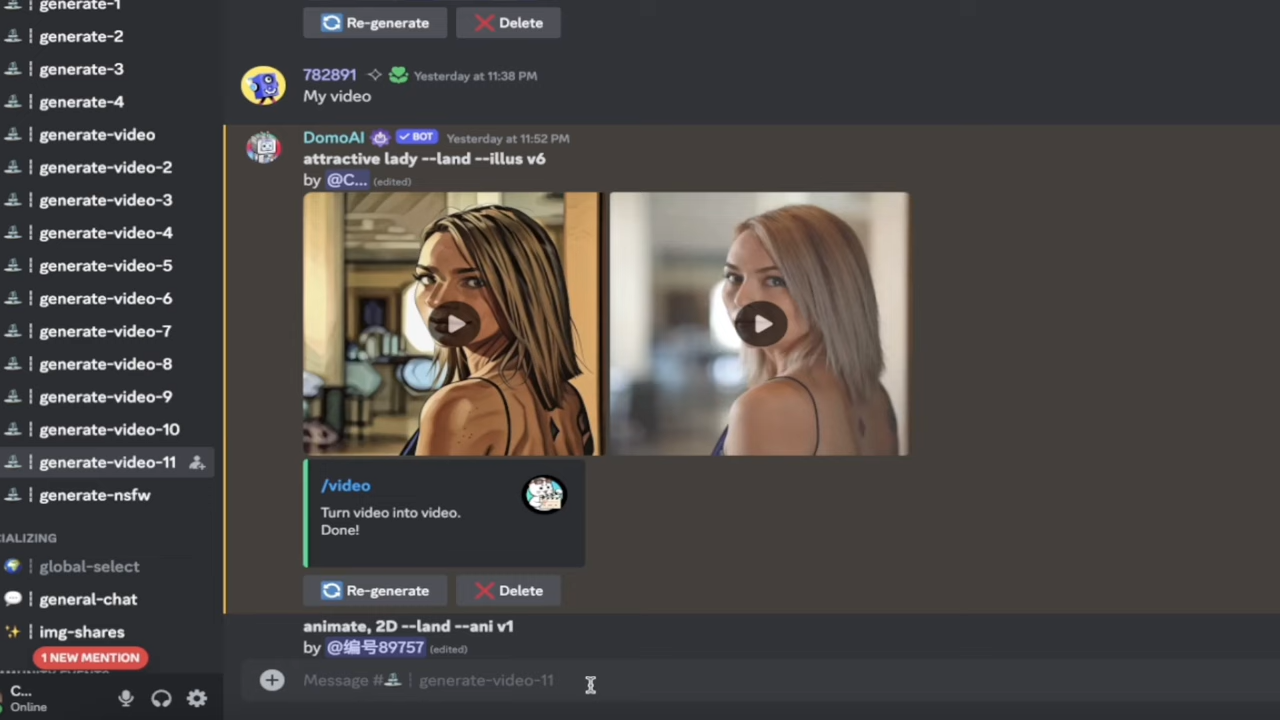 generate-1
generate-2
generate-3
generate-4
generate-video
generate-video-2
generate-video-3
generate-video-4
generate-video-5
generate-video-6
generate-video-7
generate-video-8
generate-video-9
generate-video-10
generate-video-11
generate-nsfw
CIALIZING
global-select
general-chat
img-shares
1 NEW MENTION
C...
Online
Re-generate Delete
782891 Yesterday at 11:38 PM
My video
DomoAI BOT Yesterday at 11:52 PM
attractive lady --land --illus v6
by @C... (edited)
/video
Turn video into video.
Done!
Re-generate Delete
animate, 2D --land --ani v1
by @编号89757 (edited)
Message # | generate-video-11